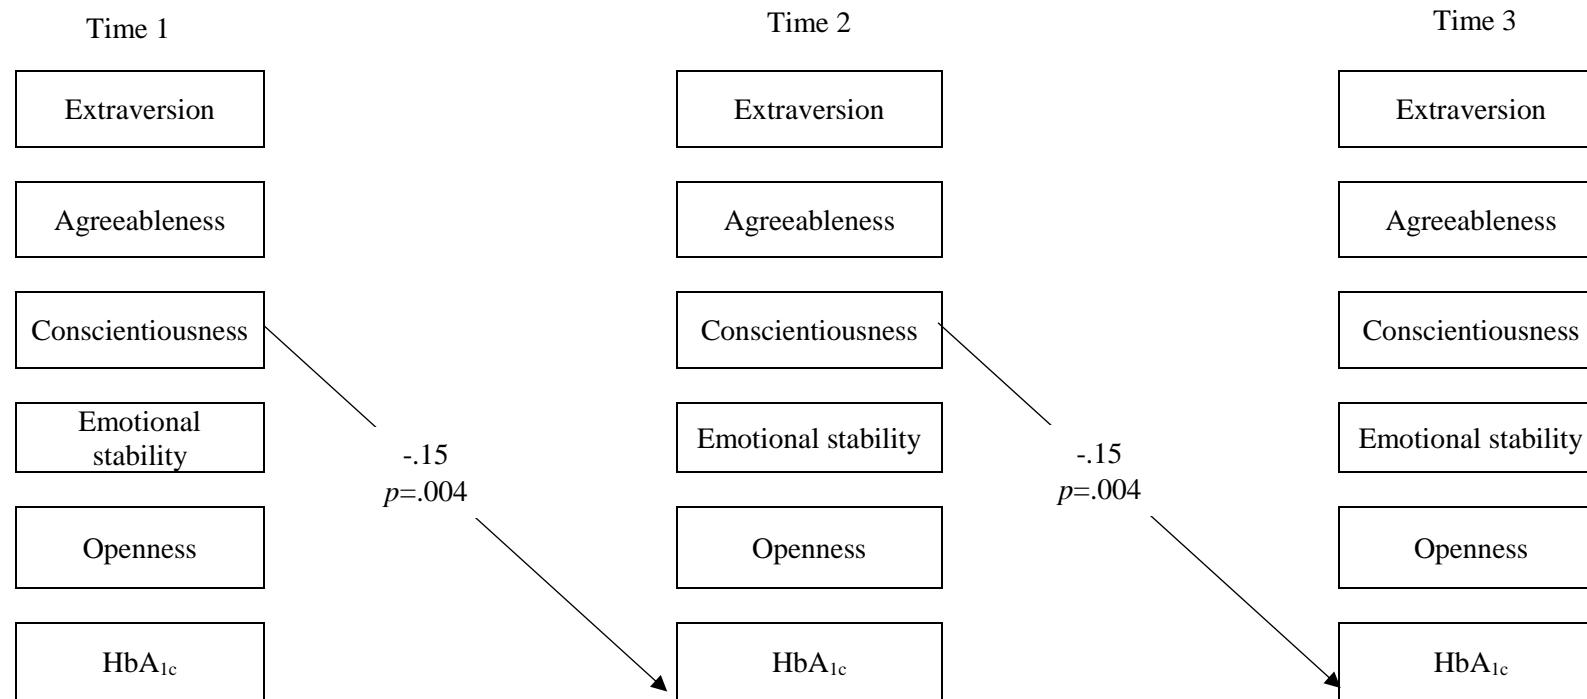 Time 1
Time 2
Time 3
Extraversion
Extraversion
Extraversion
Agreeableness
Agreeableness
Agreeableness
Conscientiousness
Conscientiousness
Conscientiousness
Emotional
stability
Emotional stability
Emotional stability
-.15
p=.004
-.15
p=.004
Openness
Openness
Openness
HbA1c
HbA1c
HbA1c